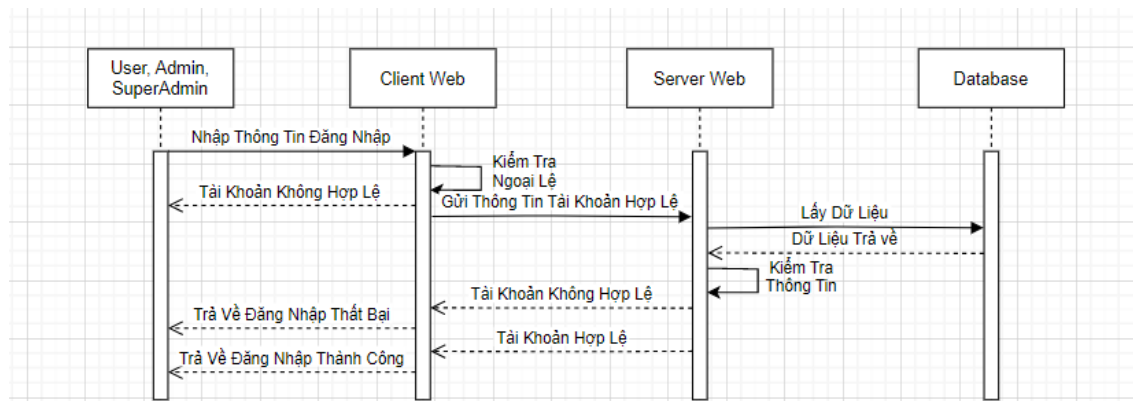 User, Admin,
SuperAdmin
Client Web
Server Web
Database
Nhập Thông Tin Đăng Nhập
Kiểm Tra
Ngoại Lệ
Tài Khoản Không Hợp Lệ
Gửi Thông Tin Tài Khoản Hợp Lệ
Lấy Dữ Liệu
Dữ Liệu Trả về
Kiểm Tra
Thông Tin
Tài Khoản Không Hợp Lệ
Trả Về Đăng Nhập Thất Bại
Tài Khoản Hợp Lệ
Trả Về Đăng Nhập Thành Công